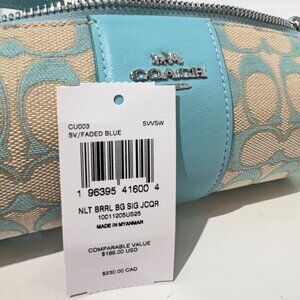 COACH
CU003
SV/FADED BLUE
SVVSW
1 96395 41600 4
NLT BRRL BG SIG JCQR
10011205US25
MADE IN MYANMAR
COMPARABLE VALUE
$168.00 USD
$230.00 CAD